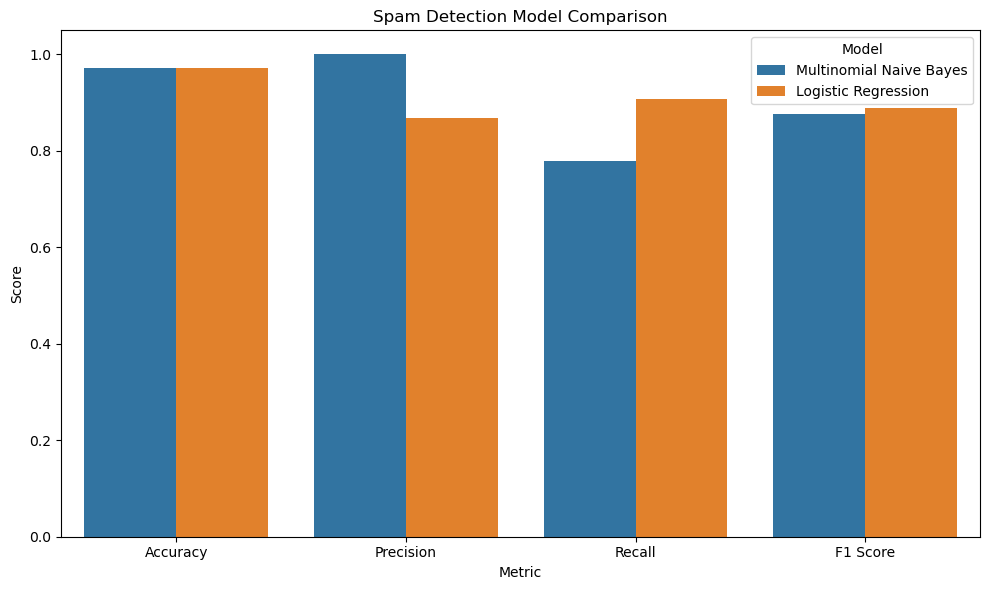 Spam Detection Model Comparison
Model
Multinomial Naive Bayes
Logistic Regression
Score
1.0
0.8
0.6
0.4
0.2
0.0
Accuracy
Precision
Recall
F1 Score
Metric